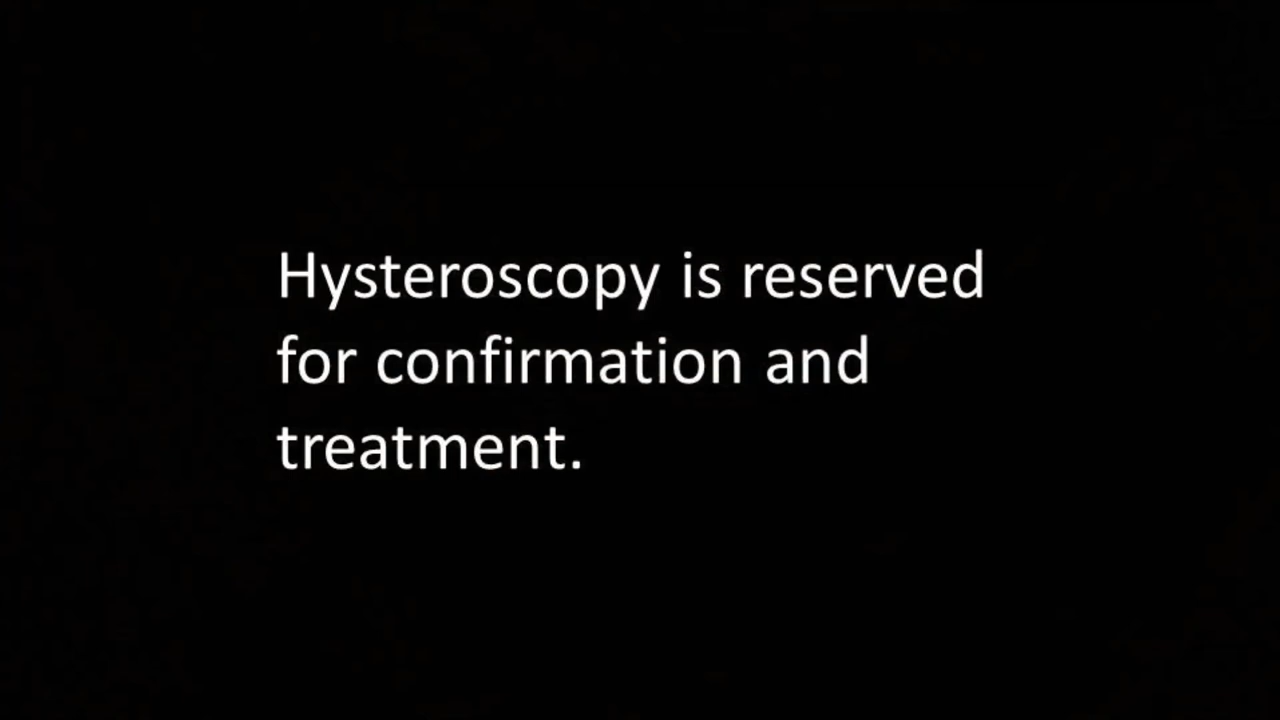 Hysteroscopy is reserved
for confirmation and
treatment.